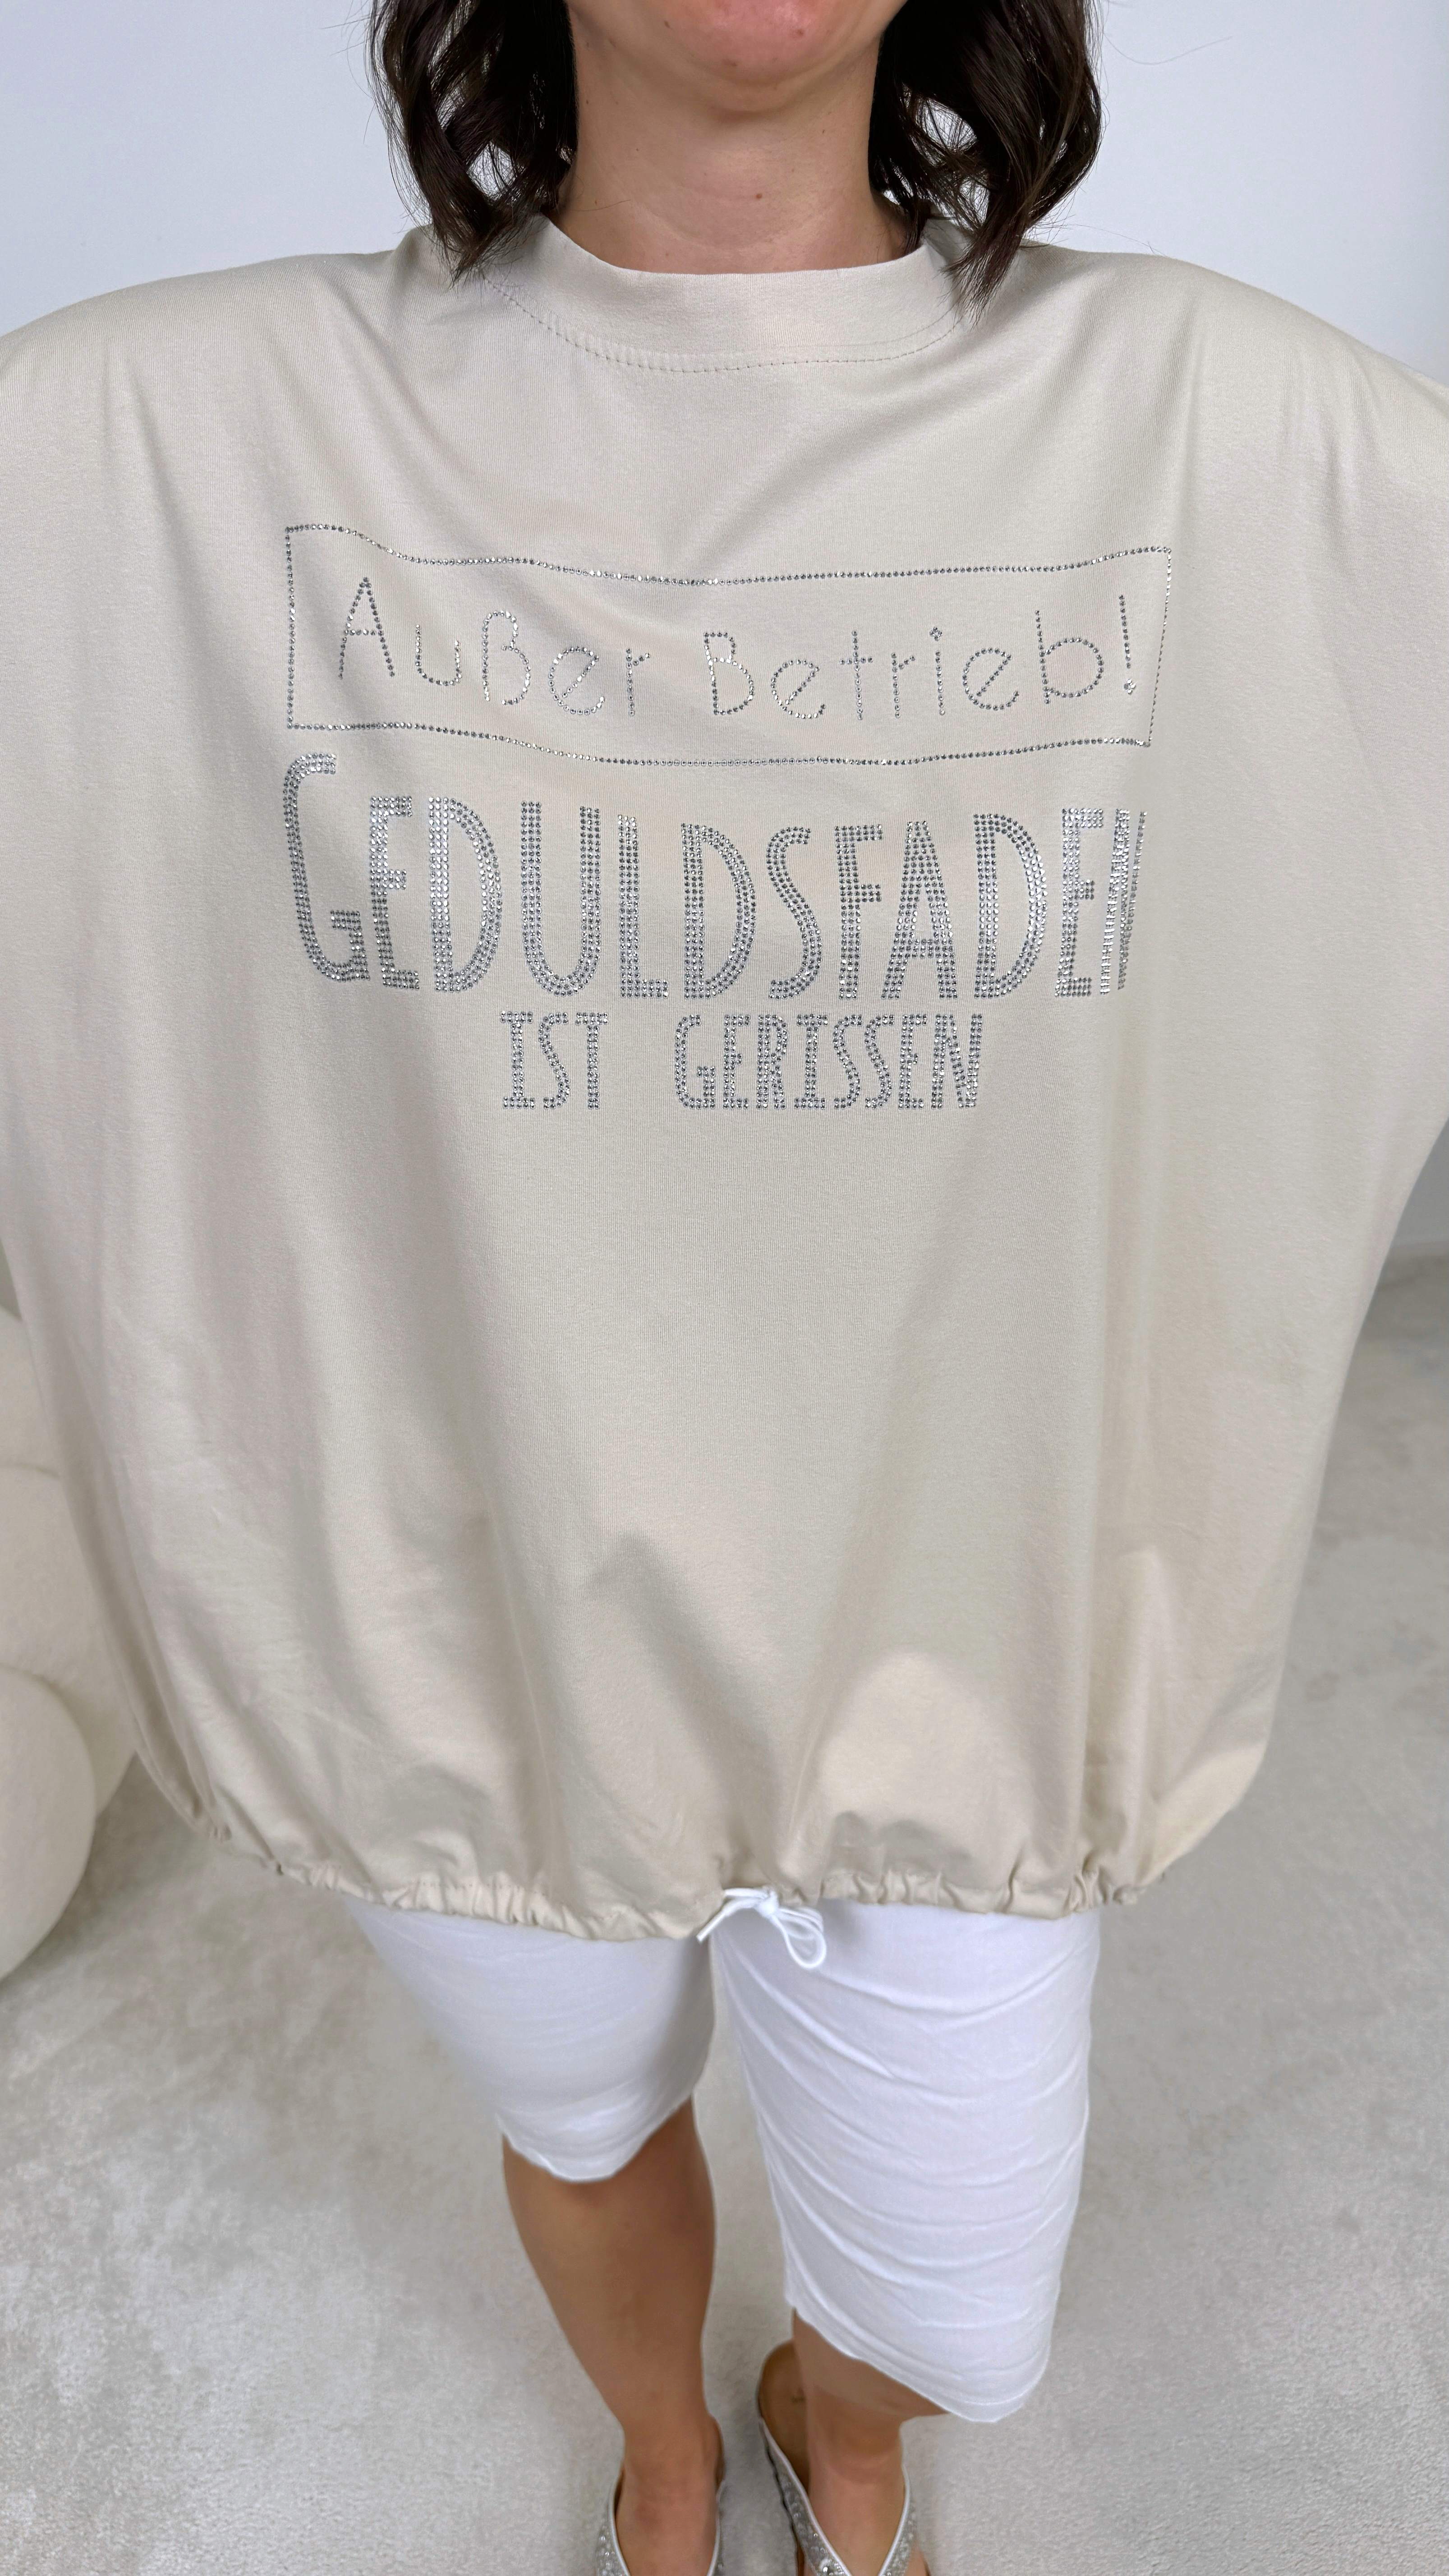 Außer Betrieb!
GEDULDSFADEN
IST GERISSEN